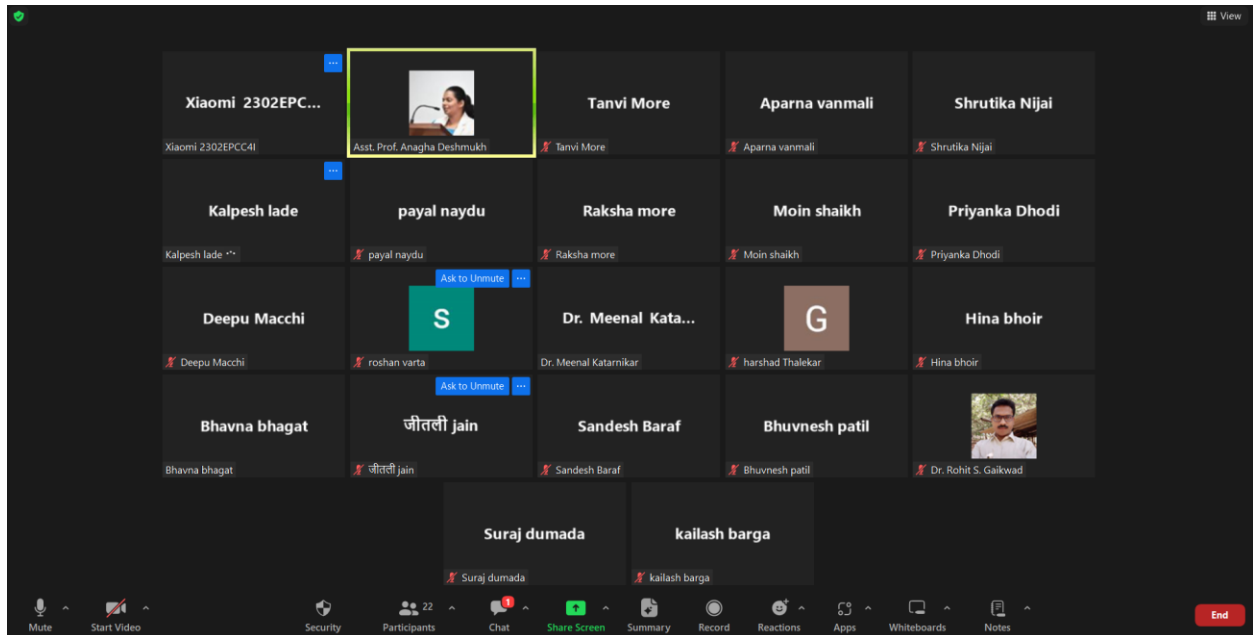 View
Xiaomi 2302EPC...
Xiaomi 2302EPCC4I
Asst. Prof. Anagha Deshmukh
Tanvi More
Tanvi More
Aparna vanmali
Aparna vanmali
Shrutika Nijai
Shrutika Nijai
Kalpesh lade
Kalpesh lade
payal naydu
payal naydu
Raksha more
Raksha more
Moin shaikh
Moin shaikh
Priyanka Dhodi
Priyanka Dhodi
Deepu Macchi
Deepu Macchi
Ask to Unmute ...
S
roshan varta
Dr. Meenal Kata...
Dr. Meenal Katarnikar
G
harshad Thalekar
Hina bhoir
Hina bhoir
Bhavna bhagat
Bhavna bhagat
Ask to Unmute ...
जीतली jain
जीतली jain
Sandesh Baraf
Sandesh Baraf
Bhuvnesh patil
Bhuvnesh patil
Dr. Rohit S. Gaikwad
Suraj dumada
Suraj dumada
kailash barga
kailash barga
Mute
Start Video
Security
22
Participants
1
Chat
Share Screen
Summary
Record
Reactions
Apps
Whiteboards
Notes
End